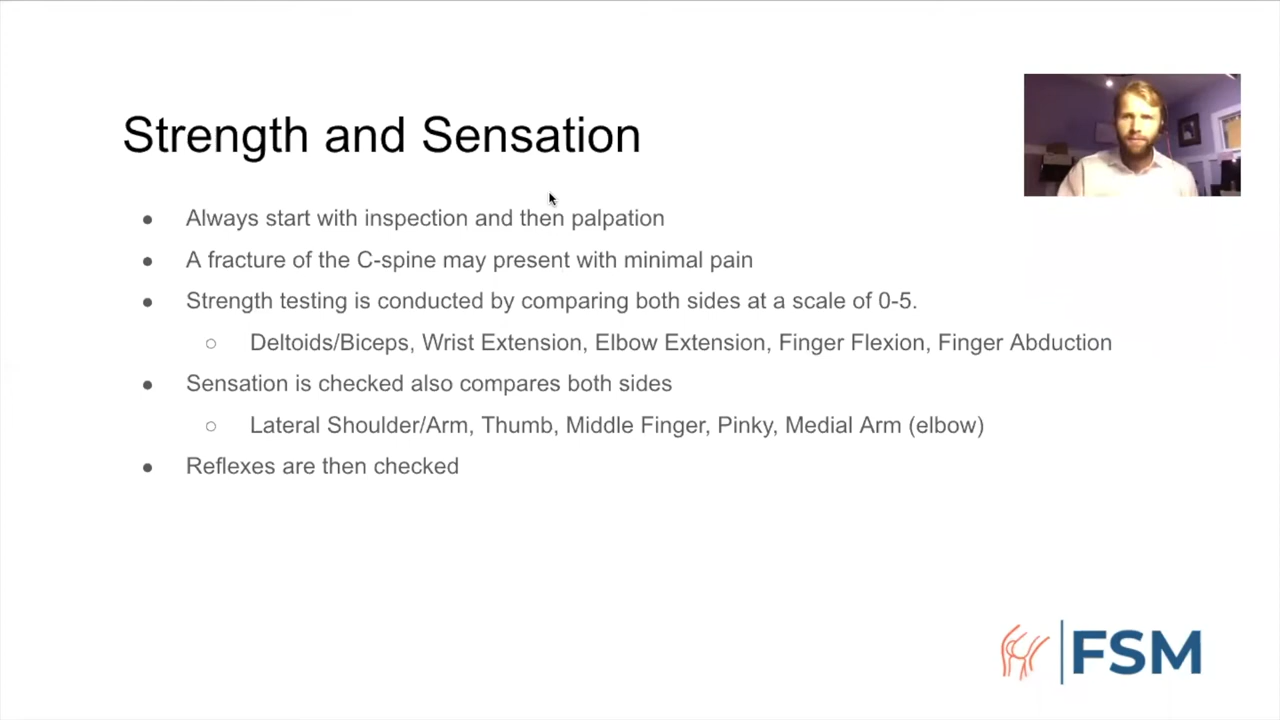 Strength and Sensation
● Always start with inspection and then palpation
● A fracture of the C-spine may present with minimal pain
● Strength testing is conducted by comparing both sides at a scale of 0-5.
○ Deltoids/Biceps, Wrist Extension, Elbow Extension, Finger Flexion, Finger Abduction
● Sensation is checked also compares both sides
○ Lateral Shoulder/Arm, Thumb, Middle Finger, Pinky, Medial Arm (elbow)
● Reflexes are then checked
FSM